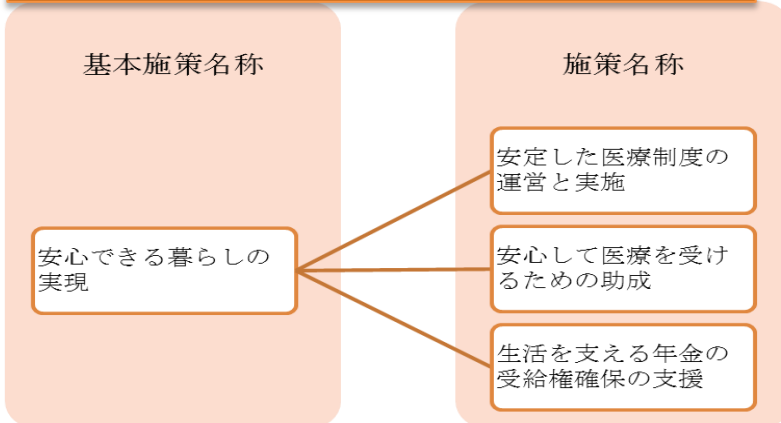 基本施策名称
施策名称
安心できる暮らしの
実現
安定した医療制度の
運営と実施
安心して医療を受け
るための助成
生活を支える年金の
受給権確保の支援